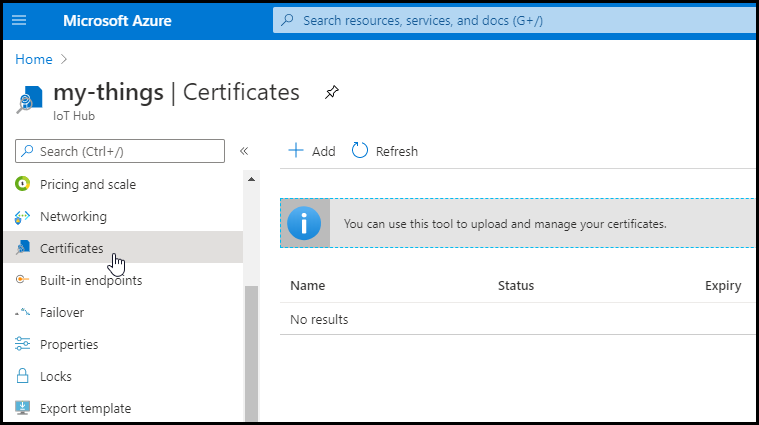 Microsoft Azure
Search resources, services, and docs (G+/)
Home
my-things | Certificates
IoT Hub
Search (Ctrl+/)
Add
Refresh
Pricing and scale
Networking
Certificates
Built-in endpoints
Failover
Properties
Locks
Export template
You can use this tool to upload and manage your certificates.
Name Status Expiry
No results